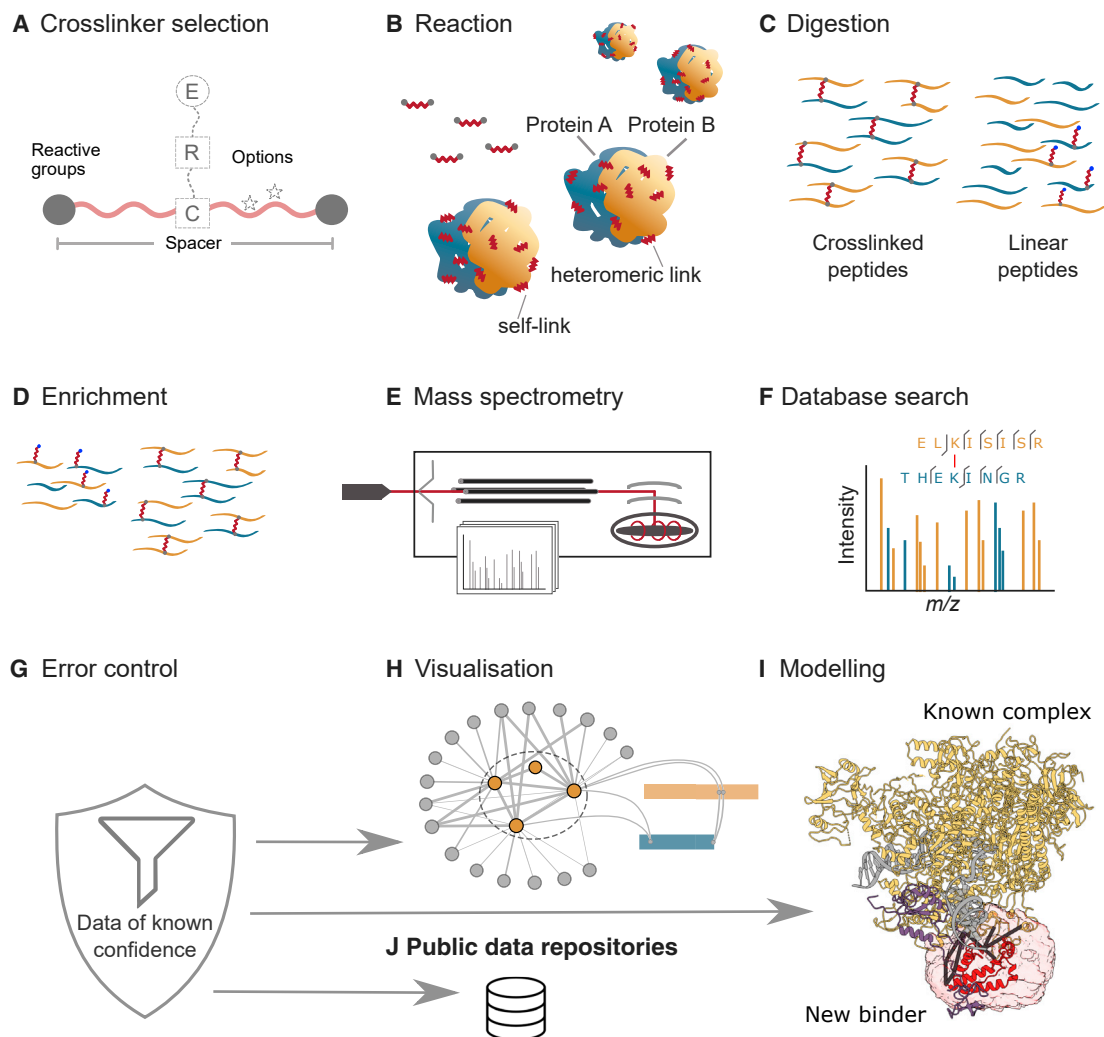 A Crosslinker selection
E
R
Reactive
groups
Options
C
Spacer
B Reaction
Protein A
Protein B
heteromeric link
self-link
C Digestion
Crosslinked
peptides
Linear
peptides
D Enrichment
E Mass spectrometry
F Database search
E L K I S I S R
T H E K I N G R
Intensity
m/z
G Error control
Data of known
confidence
H Visualisation
I Modelling
Known complex
New binder
J Public data repositories